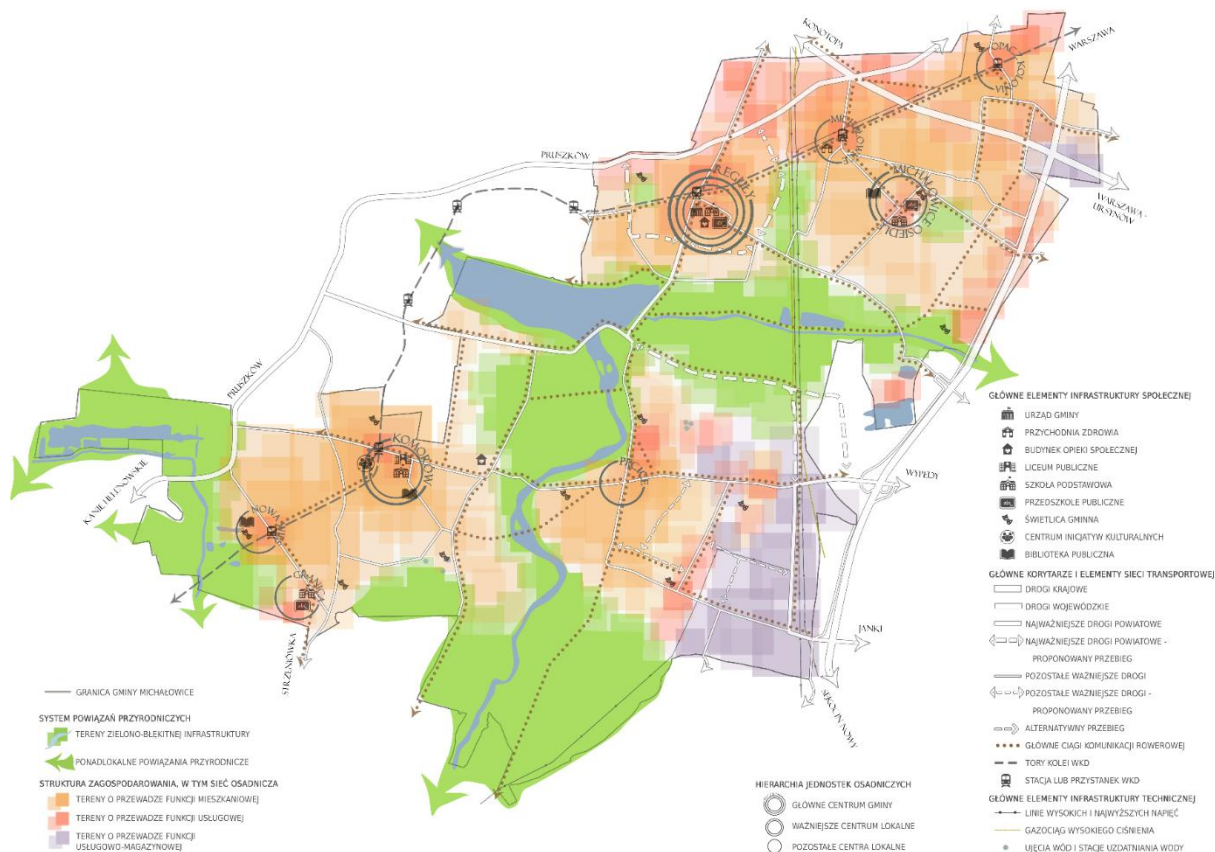 KONOTOPA
WARSZAWA
OPACZ
KOLONIA
PRUSZKÓW
MICHAŁOWICE
REGUŁY
MICHAŁOWICE OSIEDLE
WARSZAWA -
URSYNÓW
PRUSZKÓW
KOMORÓW
PĘCICE
WYPĘDY
KANIE HELENOWSKIE
NOWA WIEŚ
GRANICA
STRZENIÓWKA
JANKI
SĘKOCIN NOWY
GŁÓWNE ELEMENTY INFRASTRUKTURY SPOŁECZNEJ
URZĄD GMINY
PRZYCHODNIA ZDROWIA
BUDYNEK OPIEKI SPOŁECZNEJ
LICEUM PUBLICZNE
SZKOŁA PODSTAWOWA
PRZEDSZKOLE PUBLICZNE
ŚWIETLICA GMINNA
CENTRUM INICJATYW KULTURALNYCH
BIBLIOTEKA PUBLICZNA
GŁÓWNE KORYTARZE I ELEMENTY SIECI TRANSPORTOWEJ
DROGI KRAJOWE
DROGI WOJEWÓDZKIE
NAJWAŻNIEJSZE DROGI POWIATOWE
NAJWAŻNIEJSZE DROGI POWIATOWE -
PROPONOWANY PRZEBIEG
POZOSTAŁE WAŻNIEJSZE DROGI
POZOSTAŁE WAŻNIEJSZE DROGI -
PROPONOWANY PRZEBIEG
ALTERNATYWNY PRZEBIEG
GŁÓWNE CIĄGI KOMUNIKACJI ROWEROWEJ
TORY KOLEI WKD
STACJA LUB PRZYSTANEK WKD
GŁÓWNE ELEMENTY INFRASTRUKTURY TECHNICZNEJ
LINIE WYSOKICH I NAJWYŻSZYCH NAPIĘĆ
GAZOCIĄG WYSOKIEGO CIŚNIENIA
UJĘCIA WÓD I STACJE UZDATNIANIA WODY
GRANICA GMINY MICHAŁOWICE
SYSTEM POWIĄZAŃ PRZYRODNICZYCH
TERENY ZIELONO-BŁĘKITNEJ INFRASTRUKTURY
PONADLOKALNE POWIĄZANIA PRZYRODNICZE
STRUKTURA ZAGOSPODAROWANIA, W TYM SIEĆ OSADNICZA
TERENY O PRZEWADZE FUNKCJI MIESZKANIOWEJ
TERENY O PRZEWADZE FUNKCJI USŁUGOWEJ
TERENY O PRZEWADZE FUNKCJI
USŁUGOWO-MAGAZYNOWEJ
HIERARCHIA JEDNOSTEK OSADNICZYCH
GŁÓWNE CENTRUM GMINY
WAŻNIEJSZE CENTRUM LOKALNE
POZOSTAŁE CENTRA LOKALNE